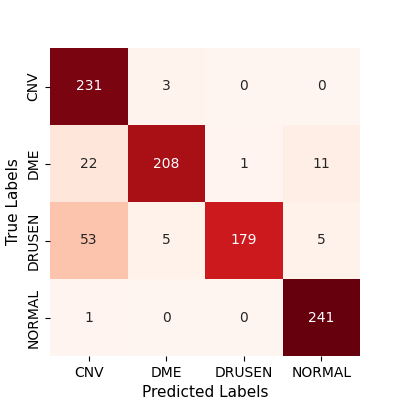 True Labels
CNV 231 3 0 0
DME 22 208 1 11
DRUSEN 53 5 179 5
NORMAL 1 0 0 241
CNV DME DRUSEN NORMAL
Predicted Labels